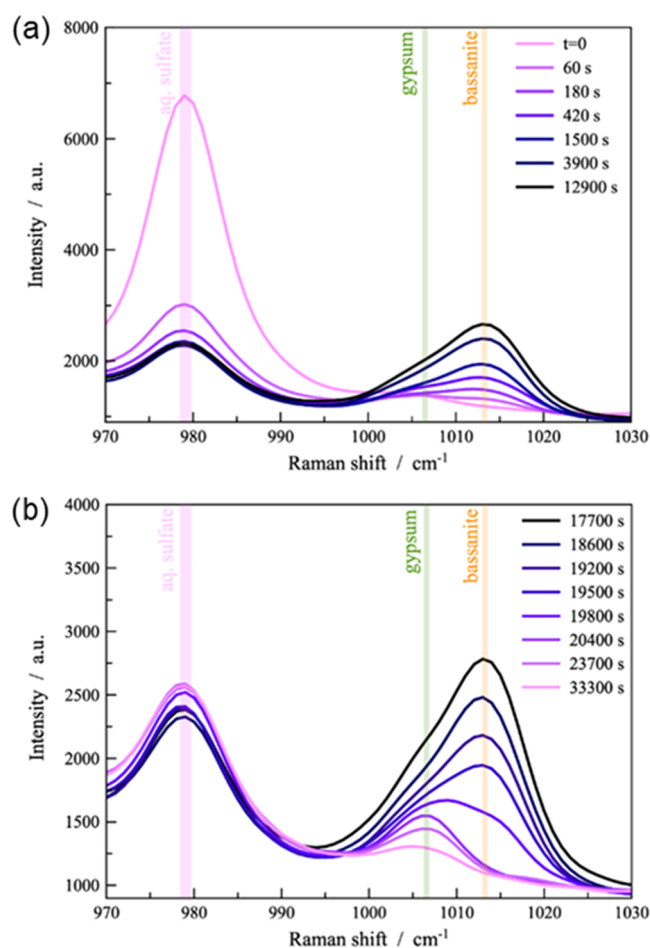 (a)
8000
6000
4000
2000
Intensity / a.u.
aq. sulfate
gypsum
bassanite
t=0
60 s
180 s
420 s
1500 s
3900 s
12900 s
970 980 990 1000 1010 1020 1030
Raman shift / cm-1
(b)
4000
3500
3000
2500
2000
1500
1000
Intensity / a.u.
aq. sulfate
gypsum
bassanite
17700 s
18600 s
19200 s
19500 s
19800 s
20400 s
23700 s
33300 s
970 980 990 1000 1010 1020 1030
Raman shift / cm-1